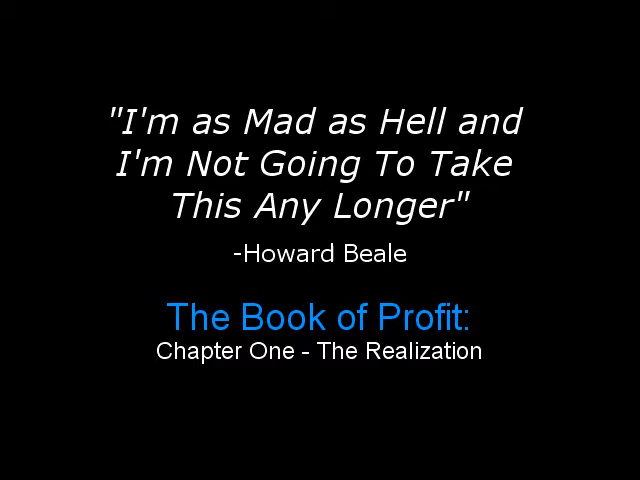 "I'm as Mad as Hell and
I'm Not Going To Take
This Any Longer"
-Howard Beale
The Book of Profit:
Chapter One - The Realization